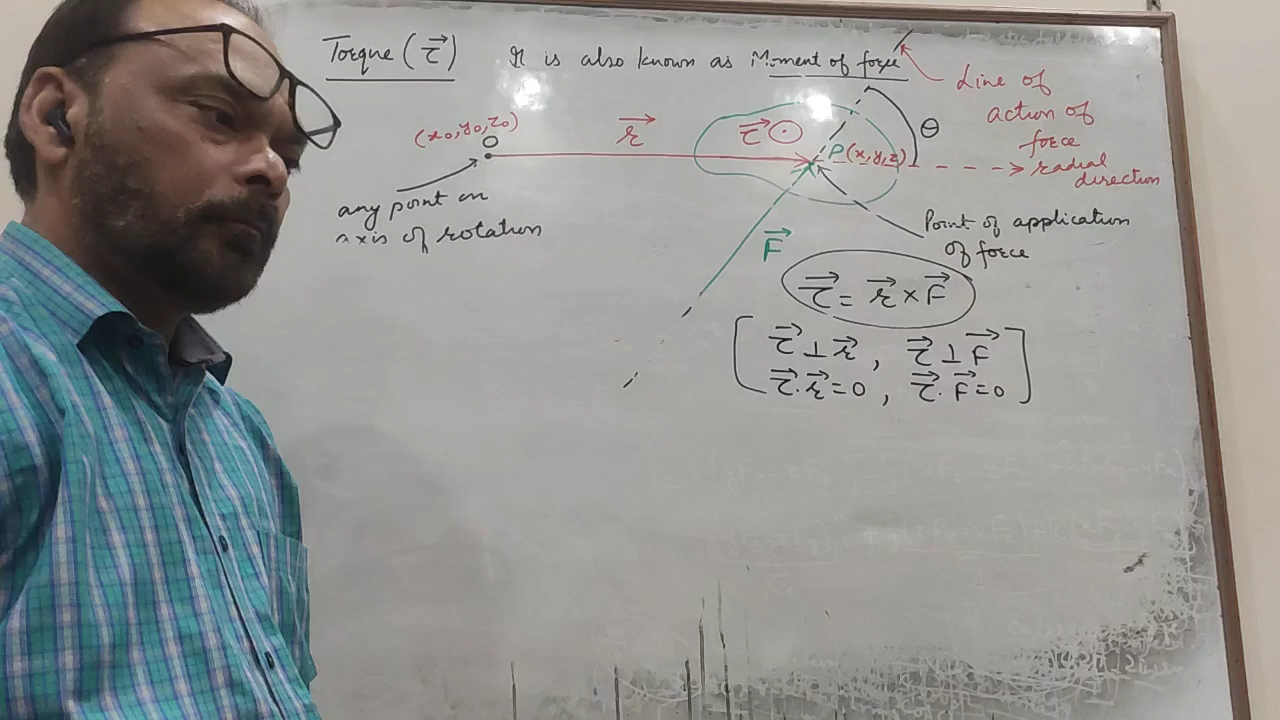 Torque (τ⃗) It is also known as Moment of force
Line of
action of
force
radial
direction
(x₀,y₀,z₀)
O
r⃗
τ⃗ ⊙
P(x,y,z)
θ
any point on
axis of rotation
F⃗
Point of application
of force
τ⃗ = r⃗ × F⃗
τ⃗ ⊥ r⃗ , τ⃗ ⊥ F⃗
τ⃗ . r⃗ = 0 , τ⃗ . F⃗ = 0